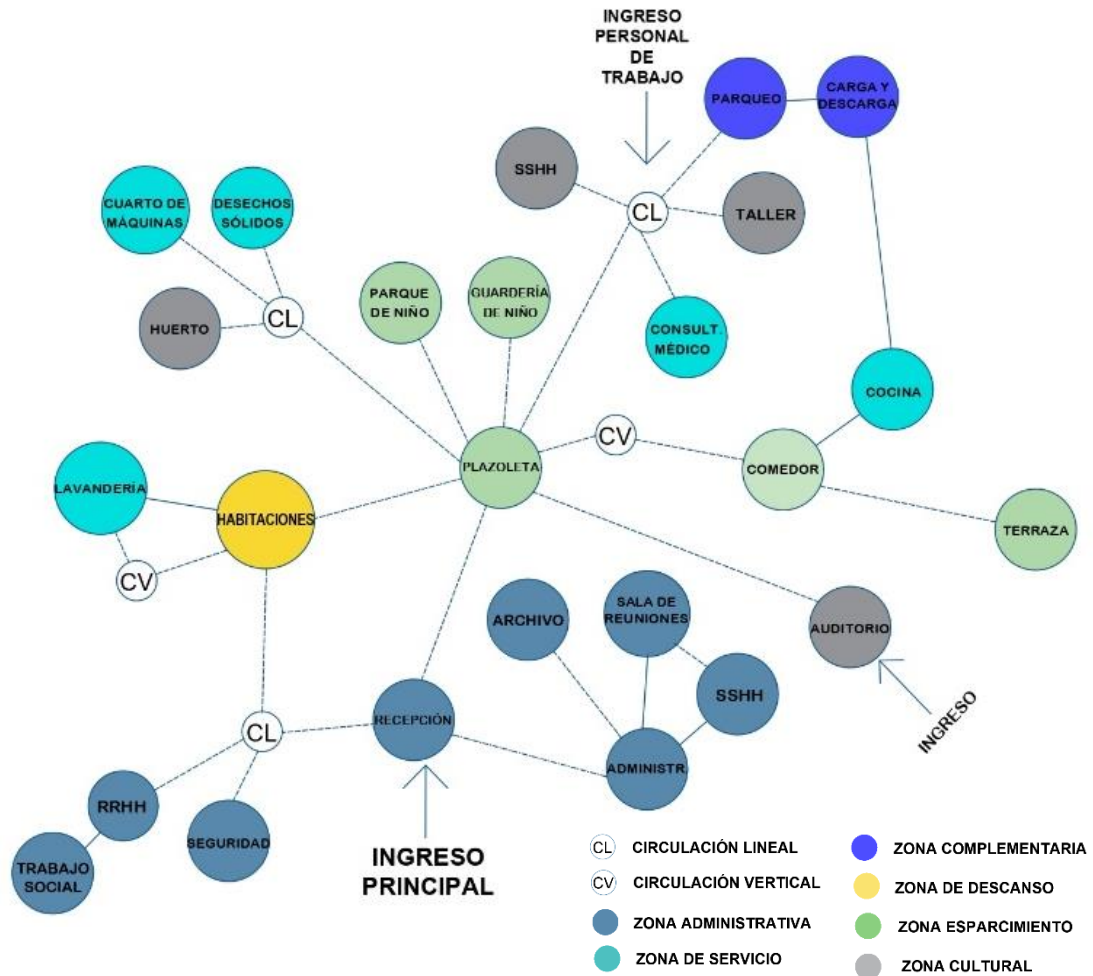 INGRESO
PERSONAL
DE
TRABAJO
PARQUEO
CARGA Y
DESCARGA
SSHH
CL
TALLER
CUARTO DE
MÁQUINAS
DESECHOS
SÓLIDOS
HUERTO
CL
PARQUE
DE NIÑO
GUARDERÍA
DE NIÑO
CONSULT.
MÉDICO
COCINA
PLAZOLETA
CV
COMEDOR
TERRAZA
LAVANDERÍA
HABITACIONES
CV
ARCHIVO
SALA DE
REUNIONES
AUDITORIO
SSHH
INGRESO
CL
RECEPCIÓN
ADMINISTR.
RRHH
SEGURIDAD
TRABAJO
SOCIAL
INGRESO
PRINCIPAL
CL CIRCULACIÓN LINEAL
CV CIRCULACIÓN VERTICAL
ZONA ADMINISTRATIVA
ZONA DE SERVICIO
ZONA COMPLEMENTARIA
ZONA DE DESCANSO
ZONA ESPARCIMIENTO
ZONA CULTURAL